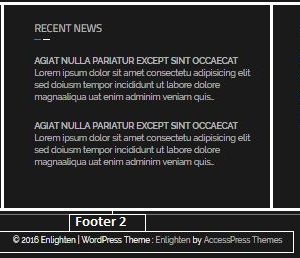 RECENT NEWS
AGIAT NULLA PARIATUR EXCEPT SINT OCCAECAT
Lorem ipsum dolor sit amet consectetu adipisicing elit
sed doiusm tempor incididunt ut labore dolore
magnaaliqua uat enim adminim veniam quis..
AGIAT NULLA PARIATUR EXCEPT SINT OCCAECAT
Lorem ipsum dolor sit amet consectetu adipisicing elit
sed doiusm tempor incididunt ut labore dolore
magnaaliqua uat enim adminim veniam quis..
Footer 2
© 2016 Enlighten | WordPress Theme : Enlighten by AccessPress Themes